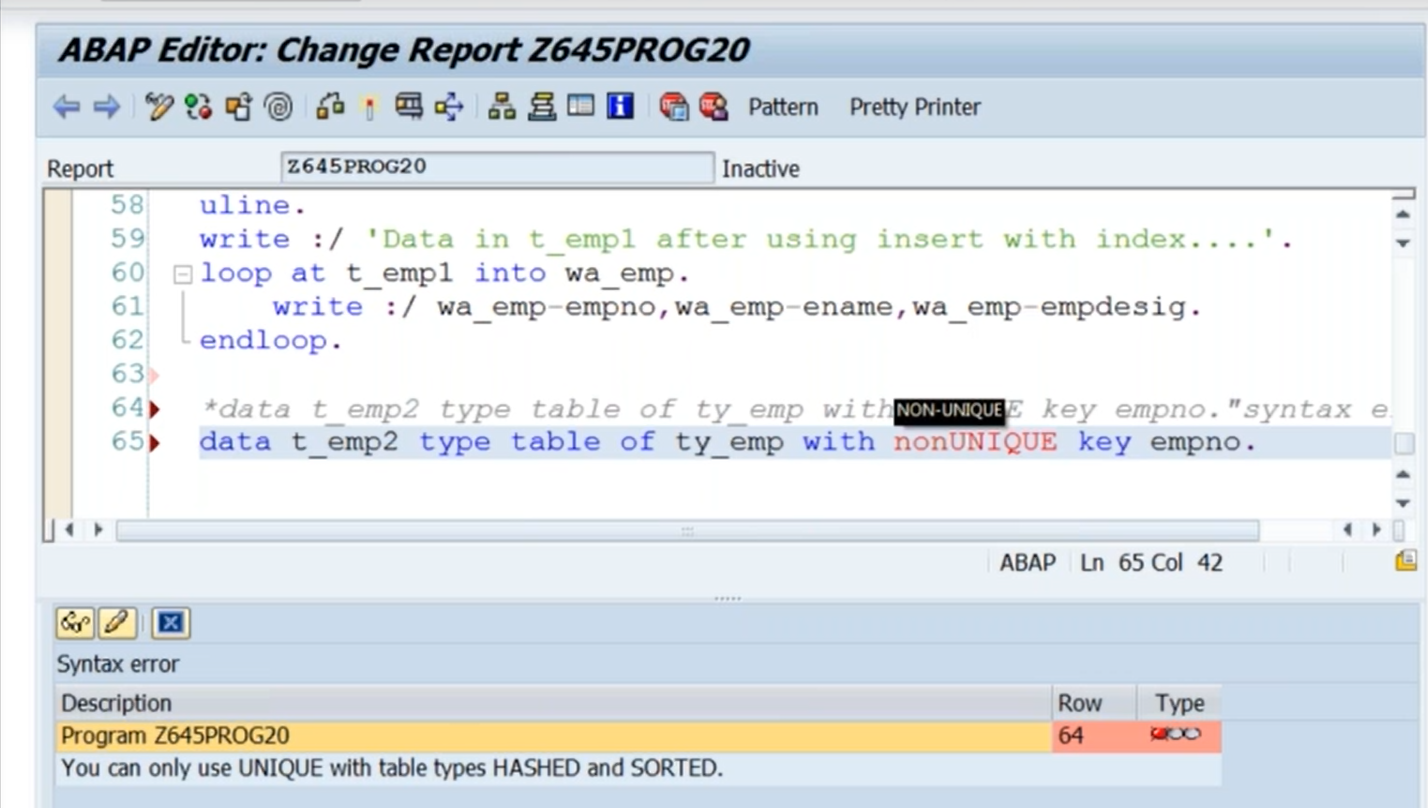 ABAP Editor: Change Report Z645PROG20
Pattern Pretty Printer
Report Z645PROG20 Inactive
58 uline.
59 write :/ 'Data in t_emp1 after using insert with index....'.
60 loop at t_emp1 into wa_emp.
61 write :/ wa_emp-empno,wa_emp-ename,wa_emp-empdesig.
62 endloop.
63
NON-UNIQUE
64 *data t_emp2 type table of ty_emp with E key empno."syntax e
65 data t_emp2 type table of ty_emp with nonUNIQUE key empno.
ABAP Ln 65 Col 42
Syntax error
Description Row Type
Program Z645PROG20 64
You can only use UNIQUE with table types HASHED and SORTED.